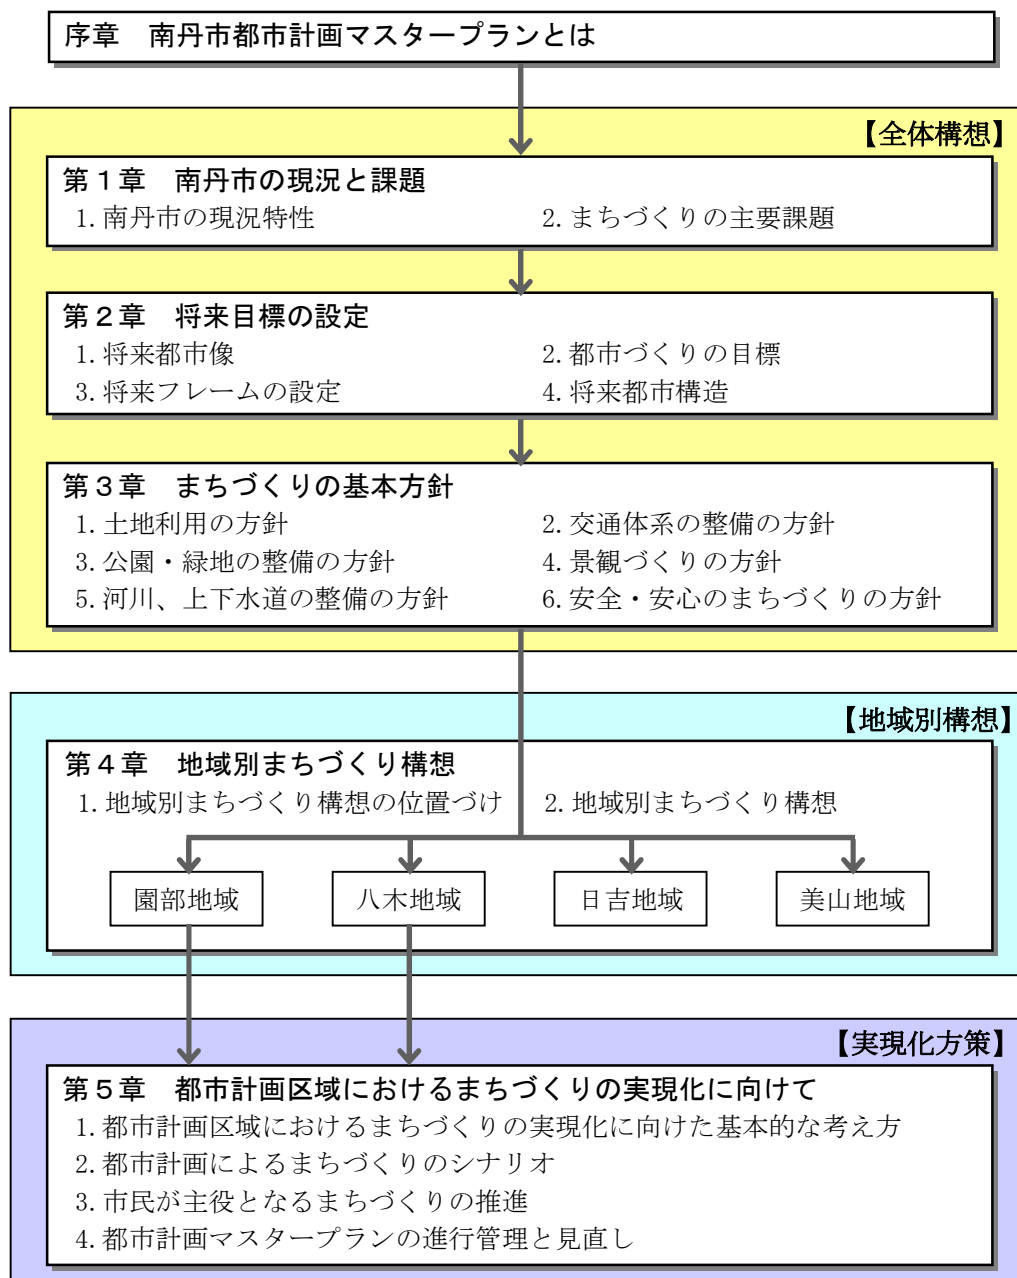 序章　南丹市都市計画マスタープランとは
【全体構想】
第１章　南丹市の現況と課題
1.南丹市の現況特性　2.まちづくりの主要課題
第２章　将来目標の設定
1.将来都市像　2.都市づくりの目標
3.将来フレームの設定　4.将来都市構造
第３章　まちづくりの基本方針
1.土地利用の方針　2.交通体系の整備の方針
3.公園・緑地の整備の方針　4.景観づくりの方針
5.河川、上下水道の整備の方針　6.安全・安心のまちづくりの方針
【地域別構想】
第４章　地域別まちづくり構想
1.地域別まちづくり構想の位置づけ　2.地域別まちづくり構想
園部地域　八木地域　日吉地域　美山地域
【実現化方策】
第５章　都市計画区域におけるまちづくりの実現化に向けて
1.都市計画区域におけるまちづくりの実現化に向けた基本的な考え方
2.都市計画によるまちづくりのシナリオ
3.市民が主役となるまちづくりの推進
4.都市計画マスタープランの進行管理と見直し